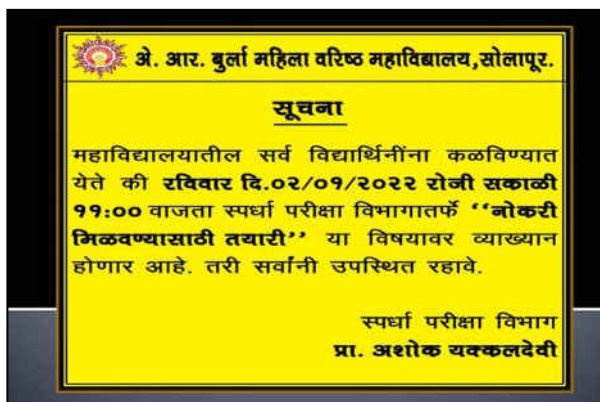 अे. आर. बुर्ला महिला वरिष्ठ महाविद्यालय,सोलापूर.
सूचना
महाविद्यालयातील सर्व विद्यार्थिनींना कळविण्यात
येते की रविवार दि.०२/०१/२०२२ रोजी सकाळी
११:०० वाजता स्पर्धा परीक्षा विभागातर्फे ‘‘नोकरी
मिळवण्यासाठी तयारी’’ या विषयावर व्याख्यान
होणार आहे. तरी सर्वांनी उपस्थित रहावे.
स्पर्धा परीक्षा विभाग
प्रा. अशोक यक्कलदेवी